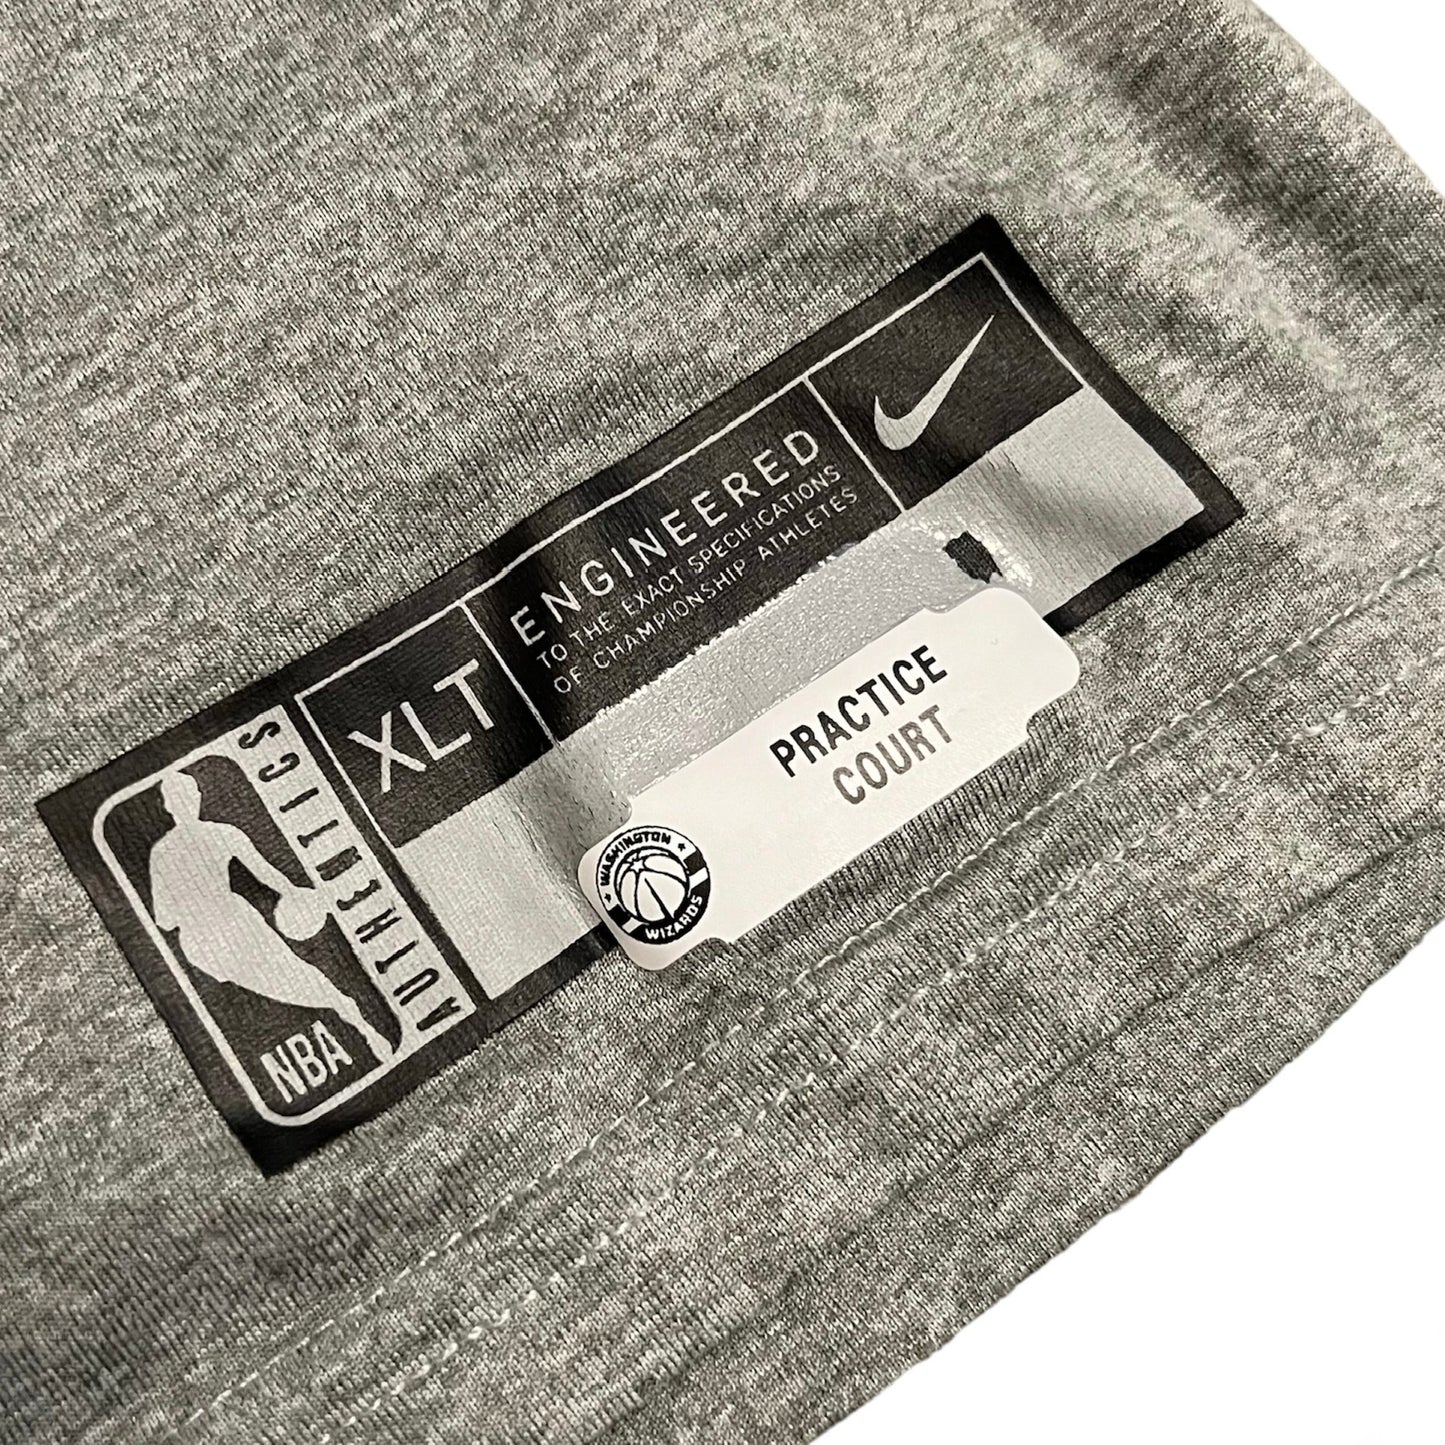 NBA
AUTHENTICS
XLT
ENGINEERED
TO THE EXACT SPECIFICATIONS
OF CHAMPIONSHIP ATHLETES
PRACTICE
COURT
WASHINGTON
WIZARDS